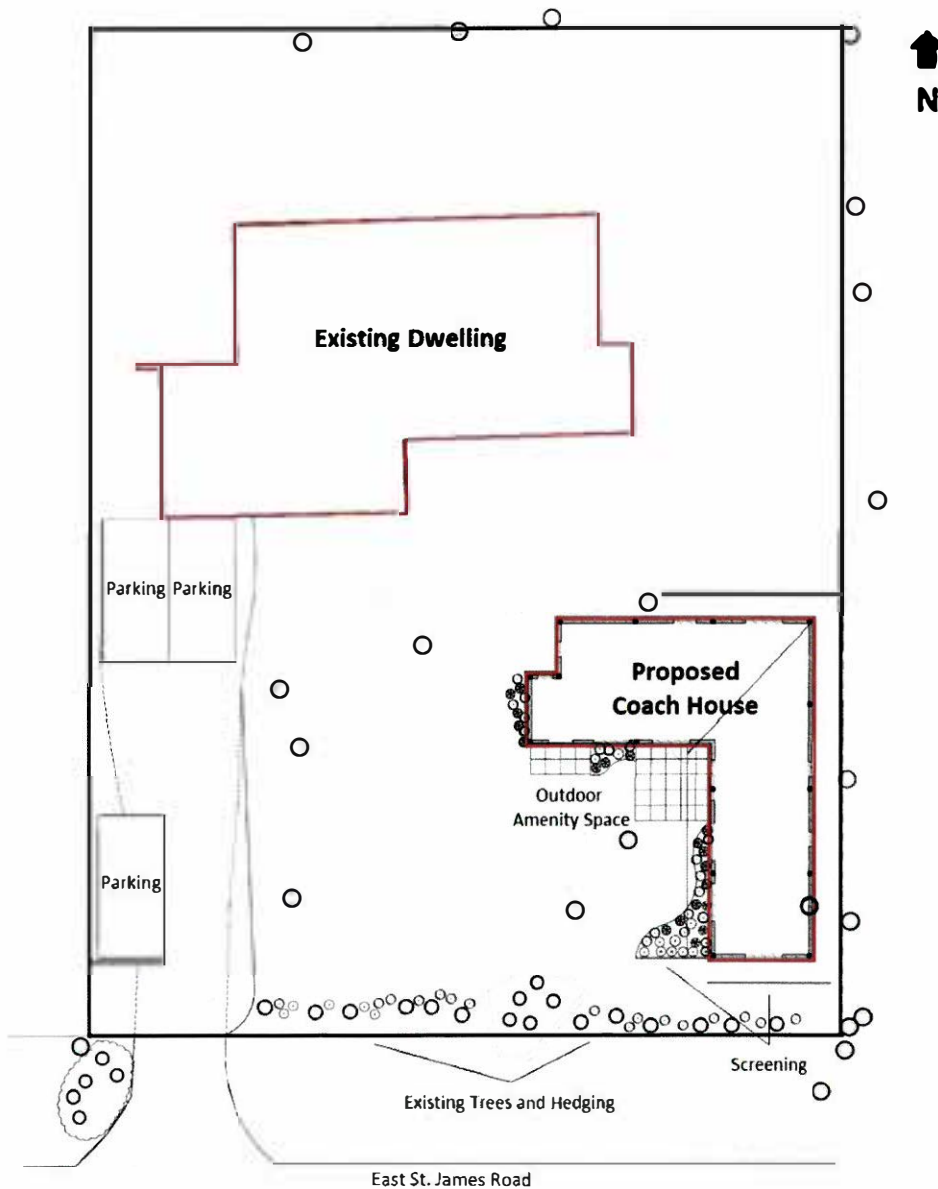 N
Existing Dwelling
Parking Parking
Proposed
Coach House
Outdoor
Amenity Space
Parking
Screening
Existing Trees and Hedging
East St. James Road